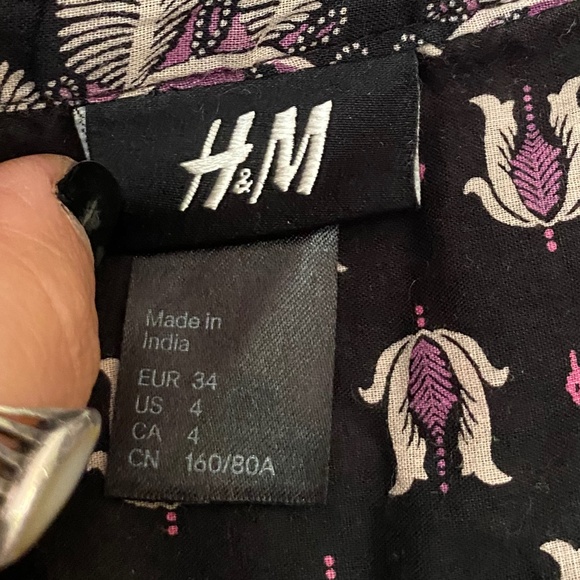 H&M
Made in
India
EUR 34
US 4
CA 4
CN 160/80A